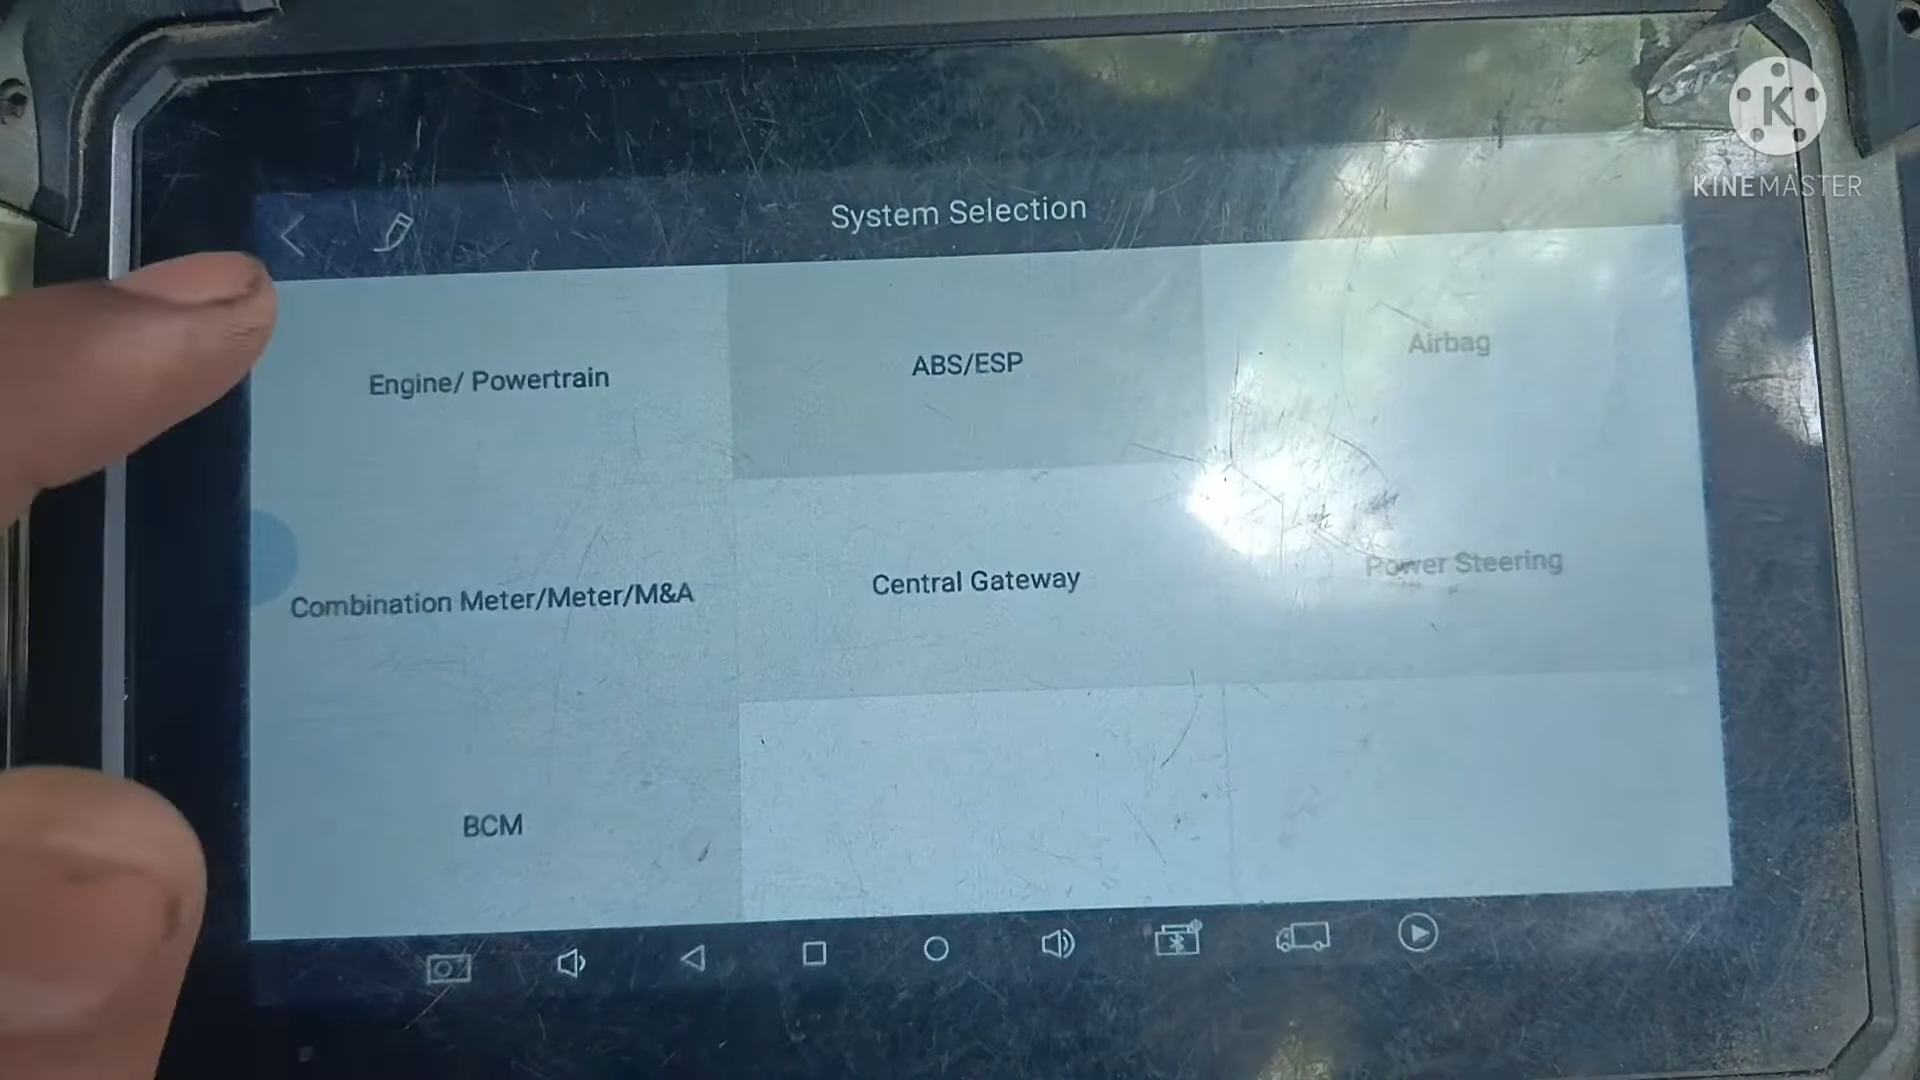 K
KINEMASTER
System Selection
Engine/ Powertrain
ABS/ESP
Airbag
Combination Meter/Meter/M&A
Central Gateway
Power Steering
BCM